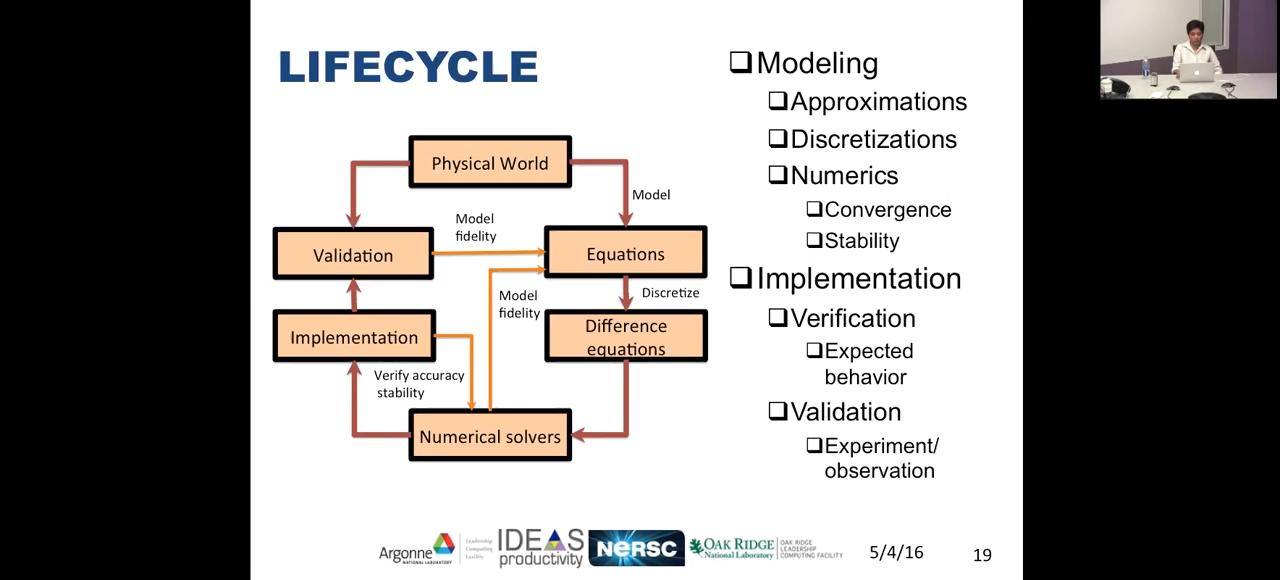 LIFECYCLE
Physical World
Model
Model
fidelity
Validation
Equations
Model
fidelity
Discretize
Implementation
Difference
equations
Verify accuracy
stability
Numerical solvers
❑Modeling
❑Approximations
❑Discretizations
❑Numerics
❑Convergence
❑Stability
❑Implementation
❑Verification
❑Expected
behavior
❑Validation
❑Experiment/
observation
Argonne
NATIONAL LABORATORY
Leadership
Computing
Facility
IDEAS
productivity
NERSC
OAK RIDGE
National Laboratory
OAK RIDGE
LEADERSHIP
COMPUTING FACILITY
5/4/16
19